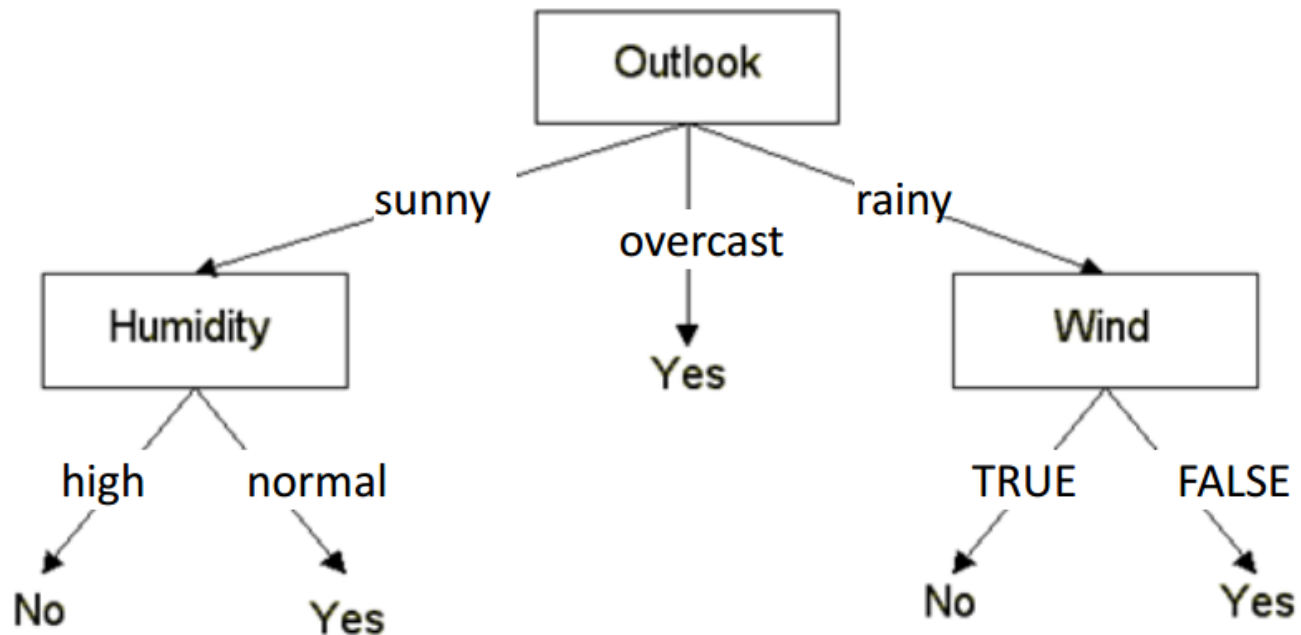 Outlook
sunny
overcast
rainy
Humidity
Yes
Wind
high
normal
TRUE
FALSE
No
Yes
No
Yes